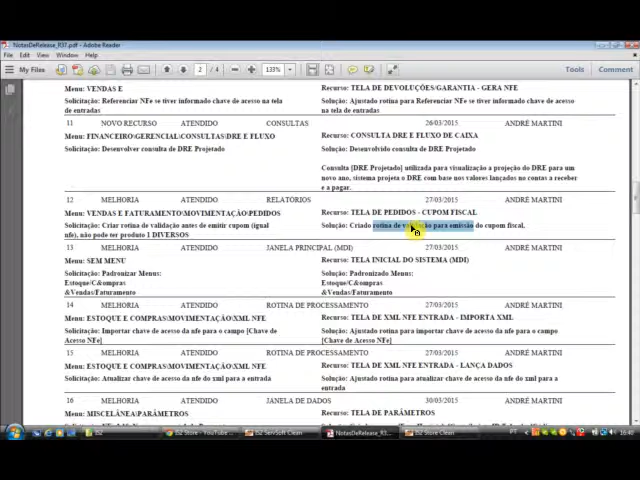 NotasDeRelease_R37.pdf - Adobe Reader
File Edit View Window Help
My Files 2 / 4 133% Tools Comment
Menu: VENDAS E Recurso: TELA DE DEVOLUÇÕES/GARANTIA - GERA NFE
Solicitação: Referenciar NFe se tiver informado chave de acesso na tela Solução: Ajustado rotina para Referenciar NFe se tiver informado chave de acesso
de entradas na tela de entradas
11 NOVO RECURSO ATENDIDO CONSULTAS 26/03/2015 ANDRÉ MARTINI
Menu: FINANCEIRO\GERENCIAL\CONSULTAS\DRE E FLUXO Recurso: CONSULTA DRE E FLUXO DE CAIXA
Solicitação: Desenvolver consulta de DRE Projetado Solução: Desenvolvido consulta de DRE Projetado
Consulta [DRE Projetado] utilizada para visualização a projeção do DRE para um
novo ano, sistema projeta o DRE com base nos valores lançados no contas a receber
e a pagar.
12 MELHORIA ATENDIDO RELATÓRIOS 27/03/2015 ANDRÉ MARTINI
Menu: VENDAS E FATURAMENTO\MOVIMENTAÇÃO\PEDIDOS Recurso: TELA DE PEDIDOS - CUPOM FISCAL
Solicitação: Criar rotina de validação antes de emitir cupom (igual Solução: Criado rotina de validação para emissão do cupom fiscal,
nfe), não pode ter produto 1 DIVERSOS
13 MELHORIA ATENDIDO JANELA PRINCIPAL (MDI) 27/03/2015 ANDRÉ MARTINI
Menu: SEM MENU Recurso: TELA INICIAL DO SISTEMA (MDI)
Solicitação: Padronizar Menus: Solução: Padronizado Menus:
Estoque/C&ompras Estoque/C&ompras
&Vendas/Faturamento &Vendas/Faturamento
14 MELHORIA ATENDIDO ROTINA DE PROCESSAMENTO 27/03/2015 ANDRÉ MARTINI
Menu: ESTOQUE E COMPRAS\MOVIMENTAÇÃO\XML NFE Recurso: TELA DE XML NFE ENTRADA - IMPORTA XML
Solicitação: Importar chave de acesso da nfe para o campo [Chave de Solução: Ajustado rotina para importar chave de acesso da nfe para o campo
Acesso NFe] [Chave de Acesso NFe]
15 MELHORIA ATENDIDO ROTINA DE PROCESSAMENTO 27/03/2015 ANDRÉ MARTINI
Menu: ESTOQUE E COMPRAS\MOVIMENTAÇÃO\XML NFE Recurso: TELA DE XML NFE ENTRADA - LANÇA DADOS
Solicitação: Atualizar chave de acesso da nfe do xml para a entrada Solução: Ajustado rotina para atualizar chave de acesso da nfe do xml para a
entrada
16 MELHORIA ATENDIDO JANELA DE DADOS 30/03/2015 ANDRÉ MARTINI
Menu: MISCELÂNEA\PARÂMETROS Recurso: TELA DE PARÂMETROS
ISZ ISZ - YouTube ... ISZ ServSoft Clean NotasDeRelease_R3... ISZ Store Clean PT 16:40